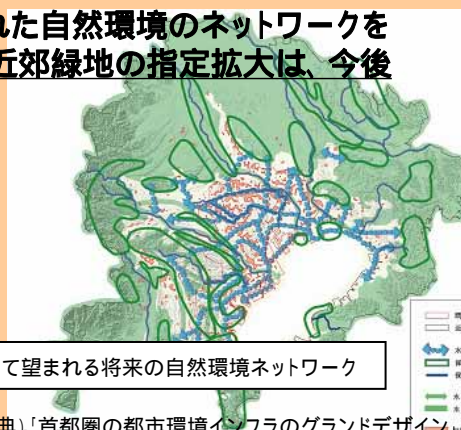 れた自然環境のネットワークを
近郊緑地の指定拡大は、今後
て望まれる将来の自然環境ネットワーク
典)「首都圏の都市環境インフラのグランドデザイン